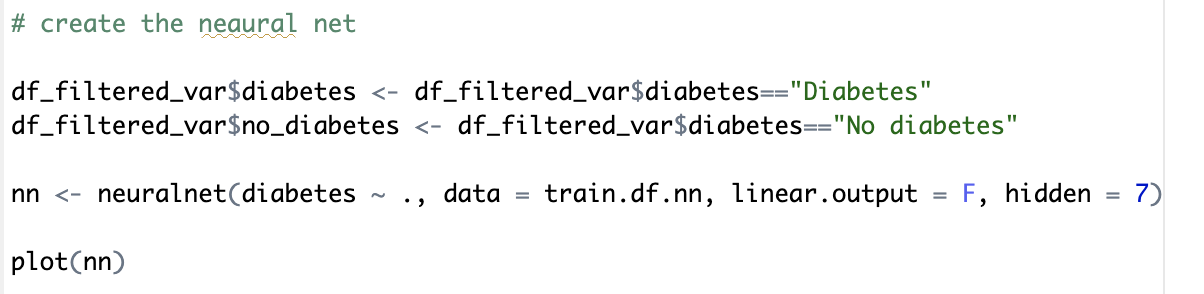 # create the neaural net
df_filtered_var$diabetes <- df_filtered_var$diabetes=="Diabetes"
df_filtered_var$no_diabetes <- df_filtered_var$diabetes=="No diabetes"
nn <- neuralnet(diabetes ~ ., data = train.df.nn, linear.output = F, hidden = 7)
plot(nn)